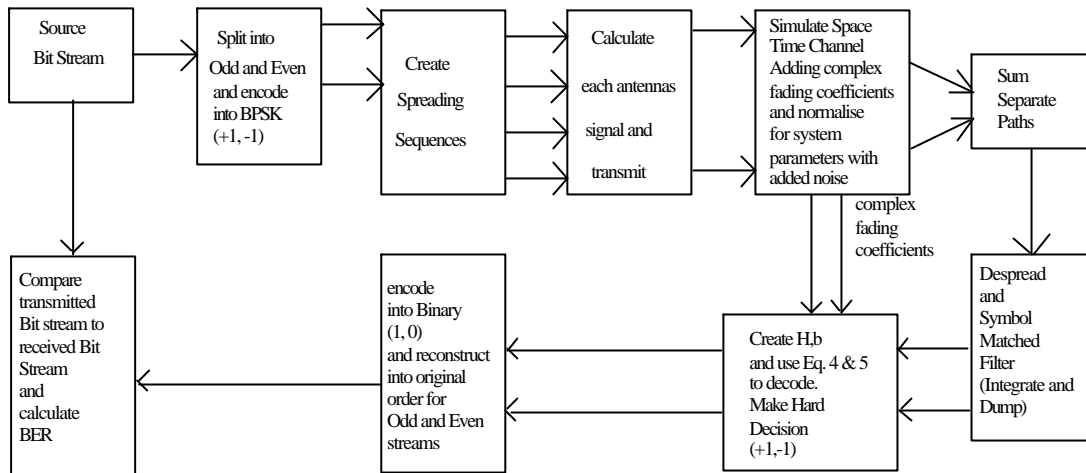 Source
Bit Stream
Split into
Odd and Even
and encode
into BPSK
(+1, -1)
Create
Spreading
Sequences
Calculate
each antennas
signal and
transmit
Simulate Space
Time Channel
Adding complex
fading coefficients
and normalise
for system
parameters with
added noise
Sum
Separate
Paths
complex
fading
coefficients
Compare
transmitted
Bit stream to
received Bit
Stream
and
calculate
BER
encode
into Binary
(1, 0)
and reconstruct
into original
order for
Odd and Even
streams
Create H,b
and use Eq. 4 & 5
to decode.
Make Hard
Decision
(+1,-1)
Despread
and
Symbol
Matched
Filter
(Integrate and
Dump)